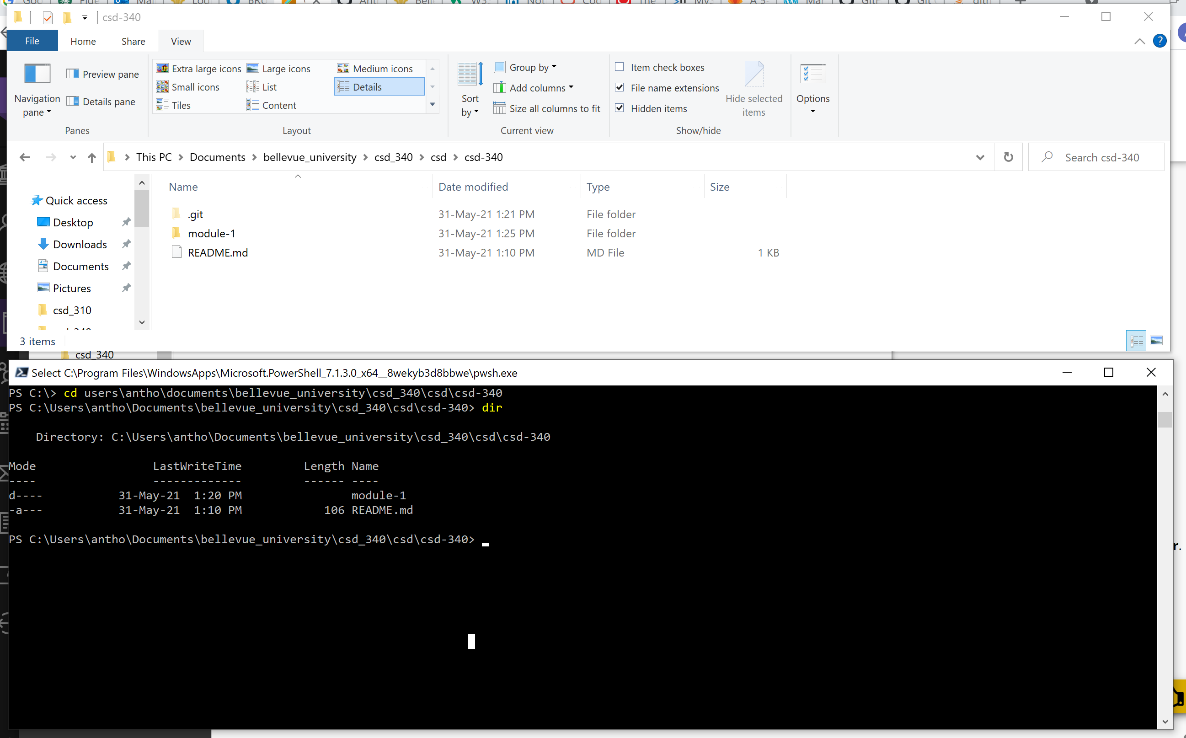 csd-340
File Home Share View
Navigation pane
Preview pane
Details pane
Panes
Extra large icons Large icons Medium icons
Small icons List Details
Tiles Content
Layout
Sort by
Group by
Add columns
Size all columns to fit
Current view
Item check boxes
File name extensions
Hidden items
Hide selected items
Show/hide
Options
This PC > Documents > bellevue_university > csd_340 > csd > csd-340
Search csd-340
Quick access
Desktop
Downloads
Documents
Pictures
csd_310
Name Date modified Type Size
.git 31-May-21 1:21 PM File folder
module-1 31-May-21 1:25 PM File folder
README.md 31-May-21 1:10 PM MD File 1 KB
3 items
csd_340
Select C:\Program Files\WindowsApps\Microsoft.PowerShell_7.1.3.0_x64__8wekyb3d8bbwe\pwsh.exe
PS C:\> cd users\antho\documents\bellevue_university\csd_340\csd\csd-340
PS C:\Users\antho\Documents\bellevue_university\csd_340\csd\csd-340> dir
Directory: C:\Users\antho\Documents\bellevue_university\csd_340\csd\csd-340
Mode LastWriteTime Length Name
---- ------------- ------ ----
d---- 31-May-21 1:20 PM module-1
-a--- 31-May-21 1:10 PM 106 README.md
PS C:\Users\antho\Documents\bellevue_university\csd_340\csd\csd-340>